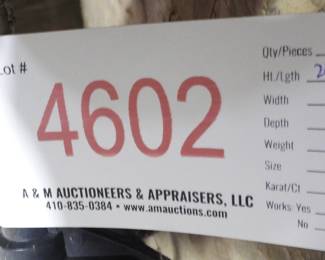 Lot #
4602
A & M AUCTIONEERS & APPRAISERS, LLC
410-835-0384 • www.amauctions.com
Qty/Pieces
Ht./Lgth
Width
Depth
Weight
Size
Karat/Ct
Works: Yes
No